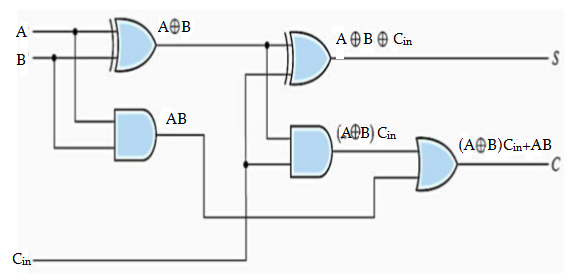 A
A⊕B
A ⊕ B ⊕ Cin
B
S
AB
(A⊕B) Cin
(A⊕B)Cin+AB
C
Cin